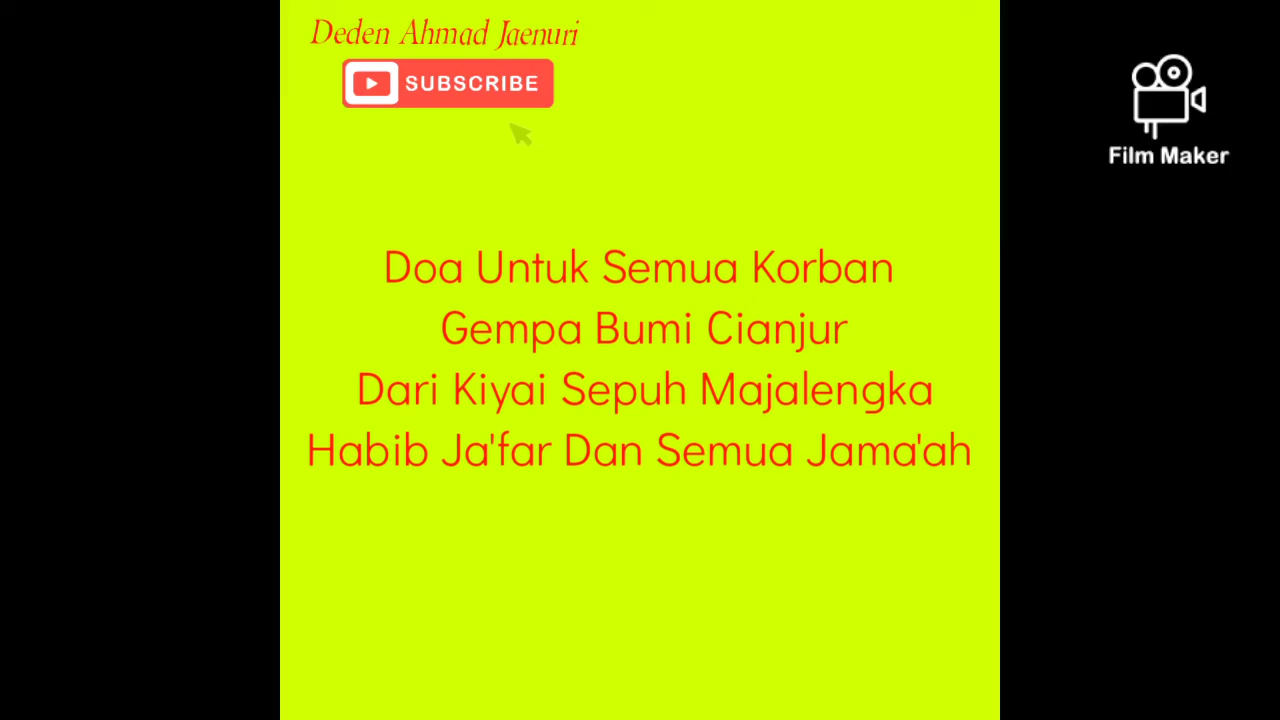 Deden Ahmad Jaenuri
SUBSCRIBE
Film Maker
Doa Untuk Semua Korban
Gempa Bumi Cianjur
Dari Kiyai Sepuh Majalengka
Habib Ja'far Dan Semua Jama'ah